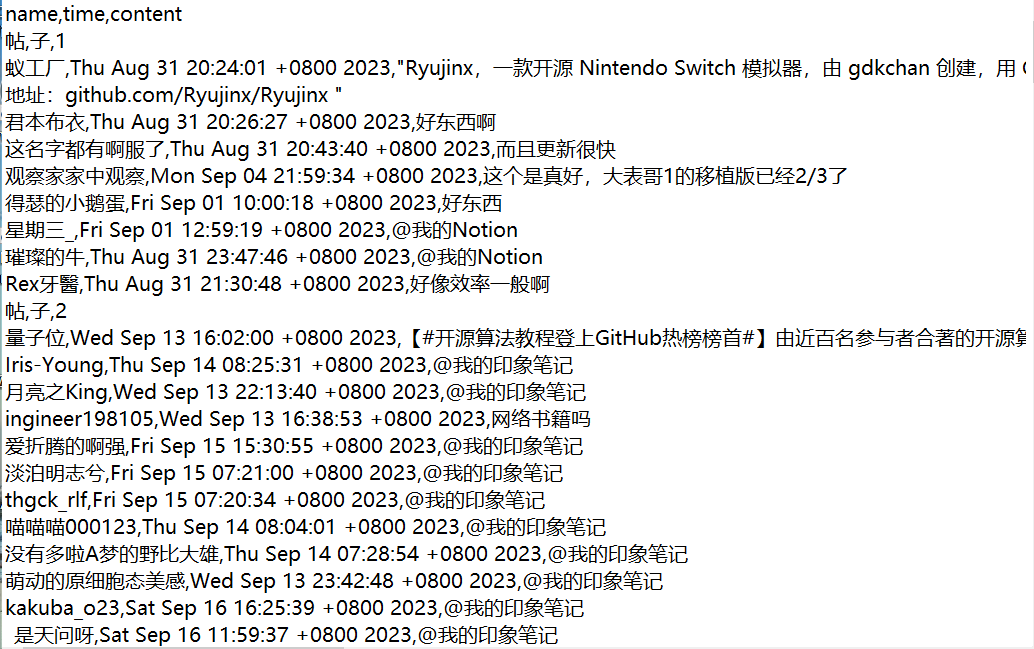 name,time,content
帖,子,1
蚁工厂,Thu Aug 31 20:24:01 +0800 2023,"Ryujinx，一款开源 Nintendo Switch 模拟器，由 gdkchan 创建，用
地址：github.com/Ryujinx/Ryujinx "
君本布衣,Thu Aug 31 20:26:27 +0800 2023,好东西啊
这名字都有啊服了,Thu Aug 31 20:43:40 +0800 2023,而且更新很快
观察家家中观察,Mon Sep 04 21:59:34 +0800 2023,这个是真好，大表哥1的移植版已经2/3了
得瑟的小鹅蛋,Fri Sep 01 10:00:18 +0800 2023,好东西
星期三_,Fri Sep 01 12:59:19 +0800 2023,@我的Notion
璀璨的牛,Thu Aug 31 23:47:46 +0800 2023,@我的Notion
Rex牙醫,Thu Aug 31 21:30:48 +0800 2023,好像效率一般啊
帖,子,2
量子位,Wed Sep 13 16:02:00 +0800 2023,【#开源算法教程登上GitHub热榜榜首#】由近百名参与者合著的开源算
Iris-Young,Thu Sep 14 08:25:31 +0800 2023,@我的印象笔记
月亮之King,Wed Sep 13 22:13:40 +0800 2023,@我的印象笔记
ingineer198105,Wed Sep 13 16:38:53 +0800 2023,网络书籍吗
爱折腾的啊强,Fri Sep 15 15:30:55 +0800 2023,@我的印象笔记
淡泊明志兮,Fri Sep 15 07:21:00 +0800 2023,@我的印象笔记
thgck_rlf,Fri Sep 15 07:20:34 +0800 2023,@我的印象笔记
喵喵喵000123,Thu Sep 14 08:04:01 +0800 2023,@我的印象笔记
没有多啦A梦的野比大雄,Thu Sep 14 07:28:54 +0800 2023,@我的印象笔记
萌动的原细胞态美感,Wed Sep 13 23:42:48 +0800 2023,@我的印象笔记
kakuba_o23,Sat Sep 16 16:25:39 +0800 2023,@我的印象笔记
是天问呀,Sat Sep 16 11:59:37 +0800 2023,@我的印象笔记